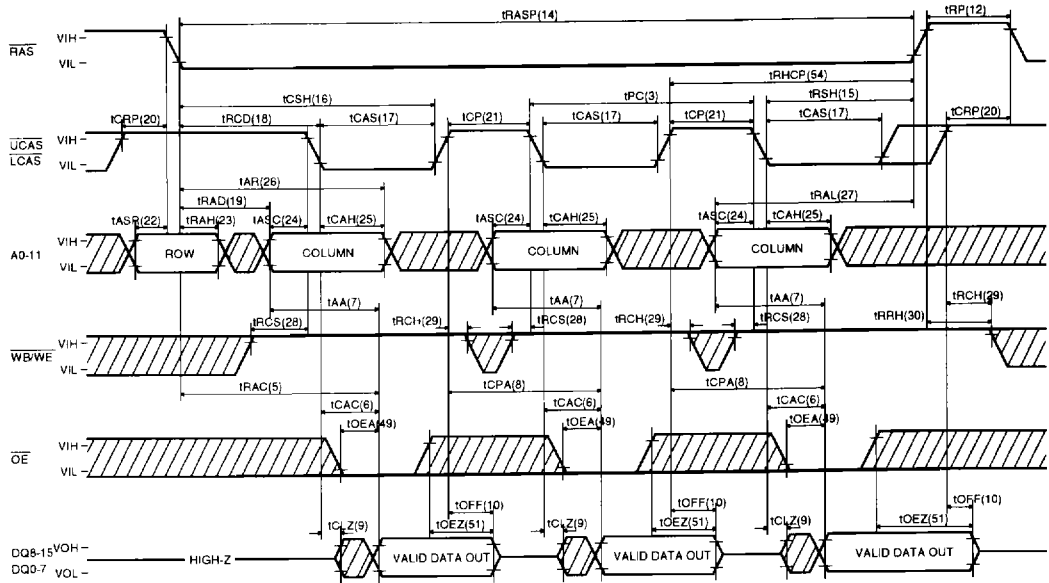 tRASP(14) tRP(12)
RAS VIH VIL
tRHCP(54)
tCSH(16) tPC(3) tRSH(15)
tCRP(20) tRCD(18) tCAS(17) tCP(21) tCAS(17) tCP(21) tCAS(17) tCRP(20)
UCAS LCAS VIH VIL
tAR(26) tRAL(27)
tRAD(19)
tASR(22) tRAH(23) tASC(24) tCAH(25) tASC(24) tCAH(25) tASC(24) tCAH(25)
A0-11 VIH VIL ROW COLUMN COLUMN COLUMN
tAA(7) tAA(7) tAA(7) tRCH(29)
tRCS(28) tRCH(29) tRCS(28) tRCH(29) tRCS(28) tRRH(30)
WB/WE VIH VIL
tRAC(5) tCPA(8) tCPA(8)
tCAC(6) tCAC(6) tCAC(6)
tOEA(49) tOEA(49) tOEA(49)
OE VIH VIL
tOFF(10) tOFF(10) tOFF(10)
tCLZ(9) tOEZ(51) tCLZ(9) tOEZ(51) tCLZ(9) tOEZ(51)
DQ8-15 VOH
DQ0-7 VOL
HIGH-Z VALID DATA OUT VALID DATA OUT VALID DATA OUT